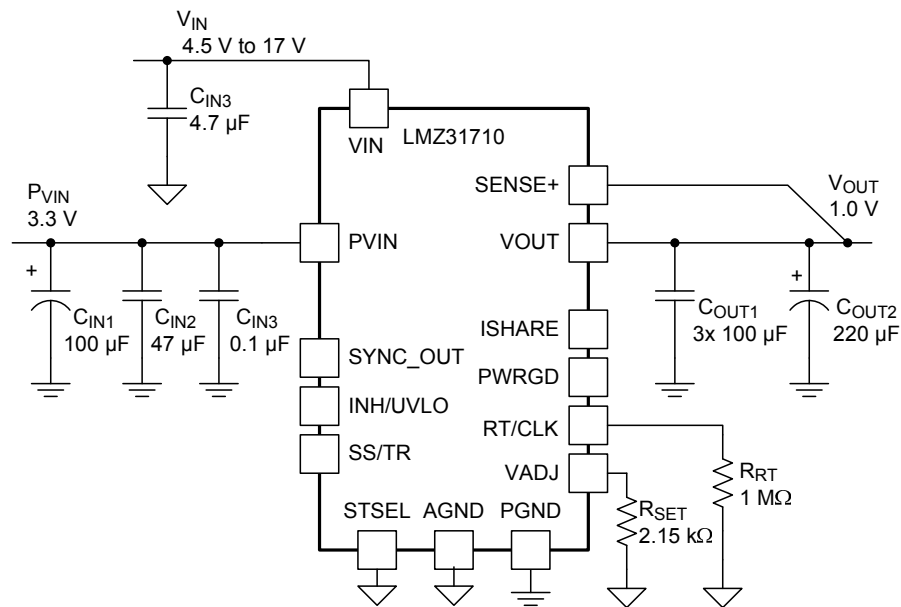 VIN
4.5 V to 17 V
CIN3
4.7 µF
VIN
LMZ31710
SENSE+
VOUT
1.0 V
PVIN
3.3 V
PVIN
VOUT
+
CIN1
100 µF
CIN2
47 µF
CIN3
0.1 µF
COUT1
3x 100 µF
+
COUT2
220 µF
ISHARE
SYNC_OUT
PWRGD
INH/UVLO
RT/CLK
SS/TR
VADJ
RRT
1 MΩ
RSET
2.15 kΩ
STSEL
AGND
PGND